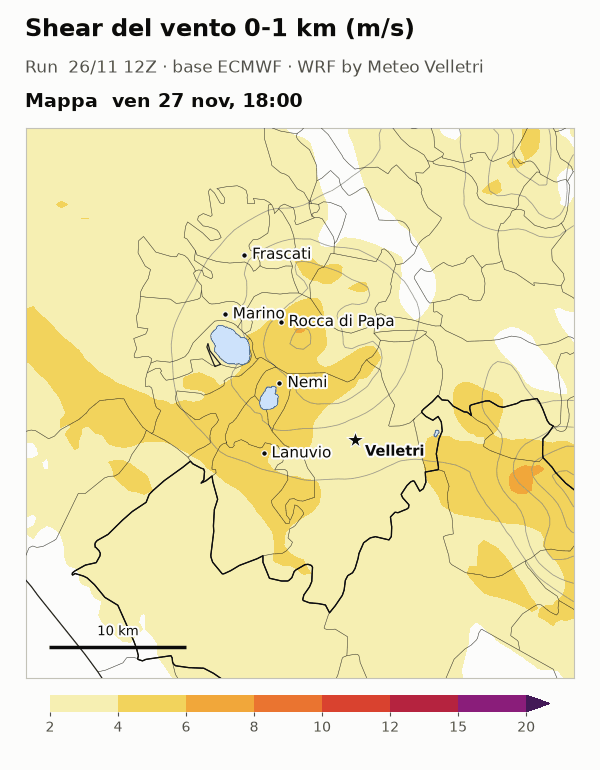 Shear del vento 0-1 km (m/s)
Run  26/11 12Z · base ECMWF · WRF by Meteo Velletri
Mappa  ven 27 nov, 18:00
Frascati
Marino
Rocca di Papa
Nemi
Velletri
Lanuvio
10 km
2 4 6 8 10 12 15 20